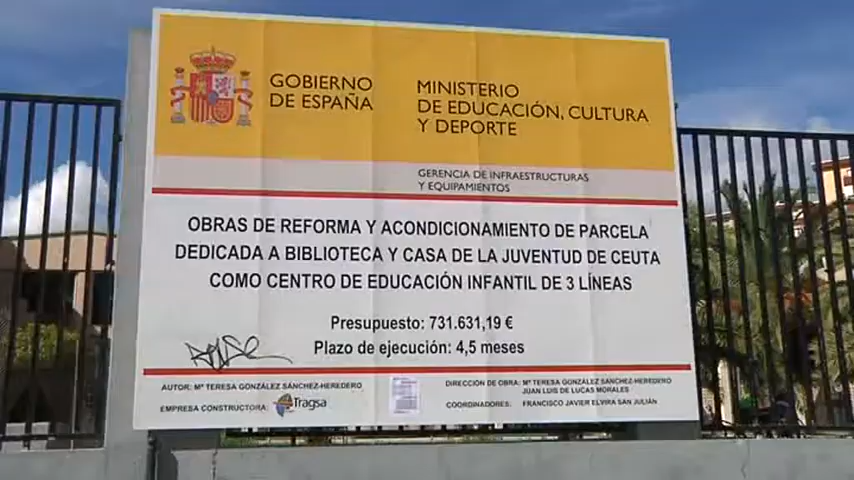 GOBIERNO
DE ESPAÑA
MINISTERIO
DE EDUCACIÓN, CULTURA
Y DEPORTE
GERENCIA DE INFRAESTRUCTURAS
Y EQUIPAMIENTOS
OBRAS DE REFORMA Y ACONDICIONAMIENTO DE PARCELA
DEDICADA A BIBLIOTECA Y CASA DE LA JUVENTUD DE CEUTA
COMO CENTRO DE EDUCACIÓN INFANTIL DE 3 LÍNEAS
Presupuesto: 731.631,19 €
Plazo de ejecución: 4,5 meses
AUTOR: Mª TERESA GONZÁLEZ SÁNCHEZ-HEREDERO
EMPRESA CONSTRUCTORA: Tragsa
DIRECCIÓN DE OBRA: Mª TERESA GONZÁLEZ SÁNCHEZ-HEREDERO
JUAN LUIS DE LUCAS MORALES
COORDINADORES: FRANCISCO JAVIER ELVIRA SAN JULIÁN